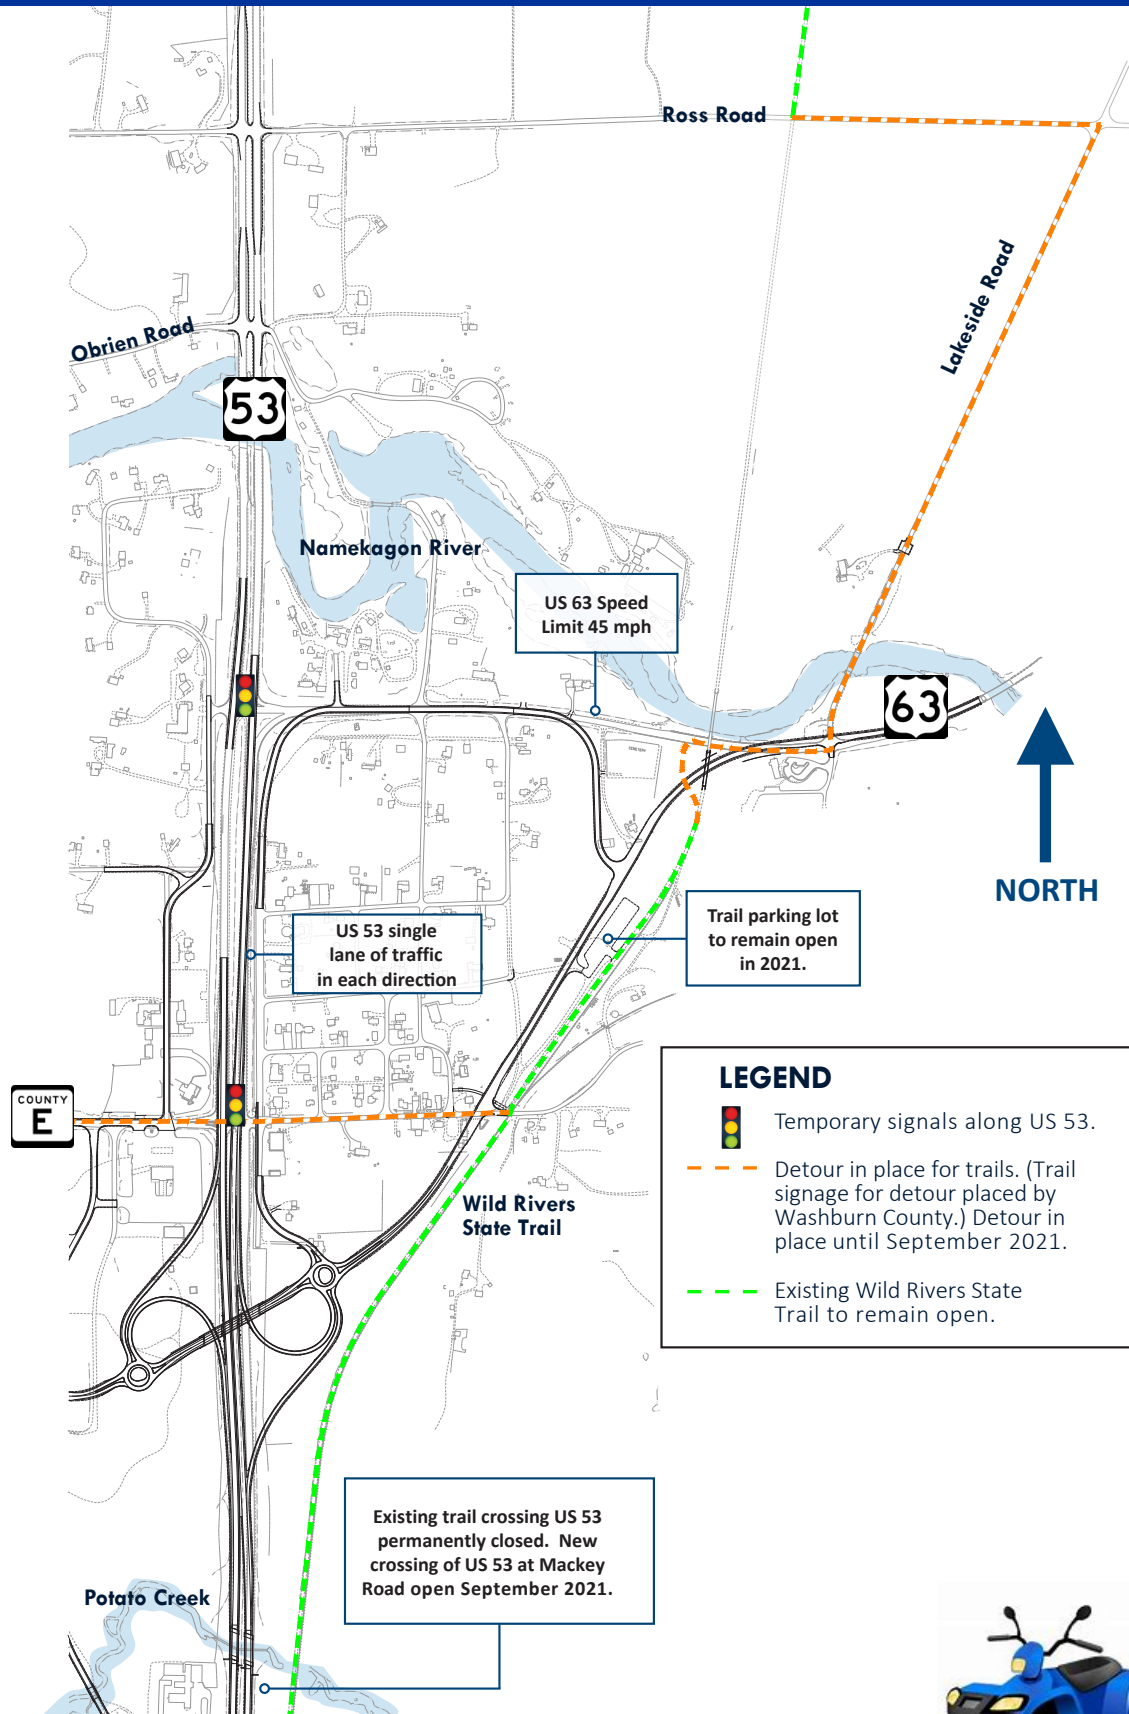 Ross Road
Lakeside Road
Obrien Road
53
Namekagon River
US 63 Speed
Limit 45 mph
63
CEMETERY
NORTH
US 53 single
lane of traffic
in each direction
Trail parking lot
to remain open
in 2021.
COUNTY
E
LEGEND
Temporary signals along US 53.
Detour in place for trails. (Trail
signage for detour placed by
Washburn County.) Detour in
place until September 2021.
Existing Wild Rivers State
Trail to remain open.
Wild Rivers
State Trail
Existing trail crossing US 53
permanently closed. New
crossing of US 53 at Mackey
Road open September 2021.
Potato Creek